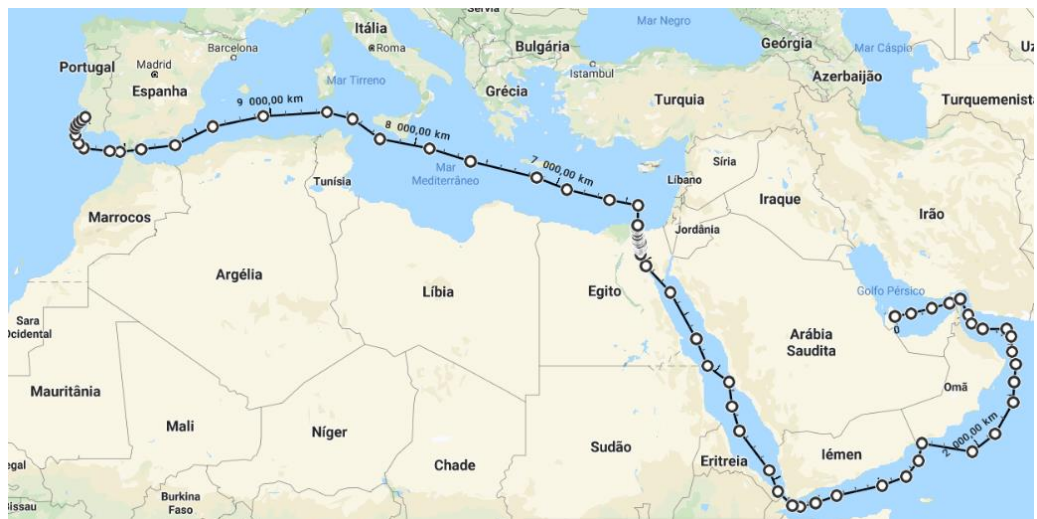 Sérvia
Mar Negro
Itália
Roma
Bulgária
Geórgia
Mar Cáspio
Barcelona
Portugal
Madrid
Istambul
Mar Tirreno
Azerbaijão
Espanha
Grécia
Turquia
Turquemenista
9 000,00 km
8 000,00 km
7 000,00 km
Síria
Mar
Mediterrâneo
Líbano
Tunísia
Iraque
Marrocos
Jordânia
Irão
Argélia
Líbia
Egito
Golfo Pérsico
0
Sara
Ocidental
Arábia
Saudita
Mauritânia
Omã
Mali
Níger
2 000,00 km
Sudão
Iémen
Chade
Eritreia
egal
Burkina
Faso
Bissau